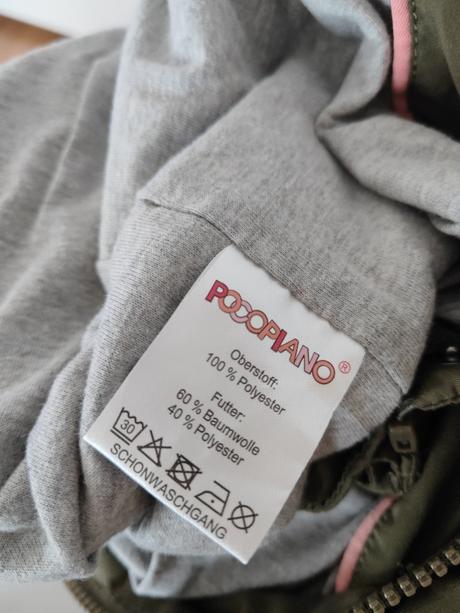 POCOPIANO®
Oberstoff:
100 % Polyester
Futter:
60 % Baumwolle
40 % Polyester
30
SCHONWASCHGANG